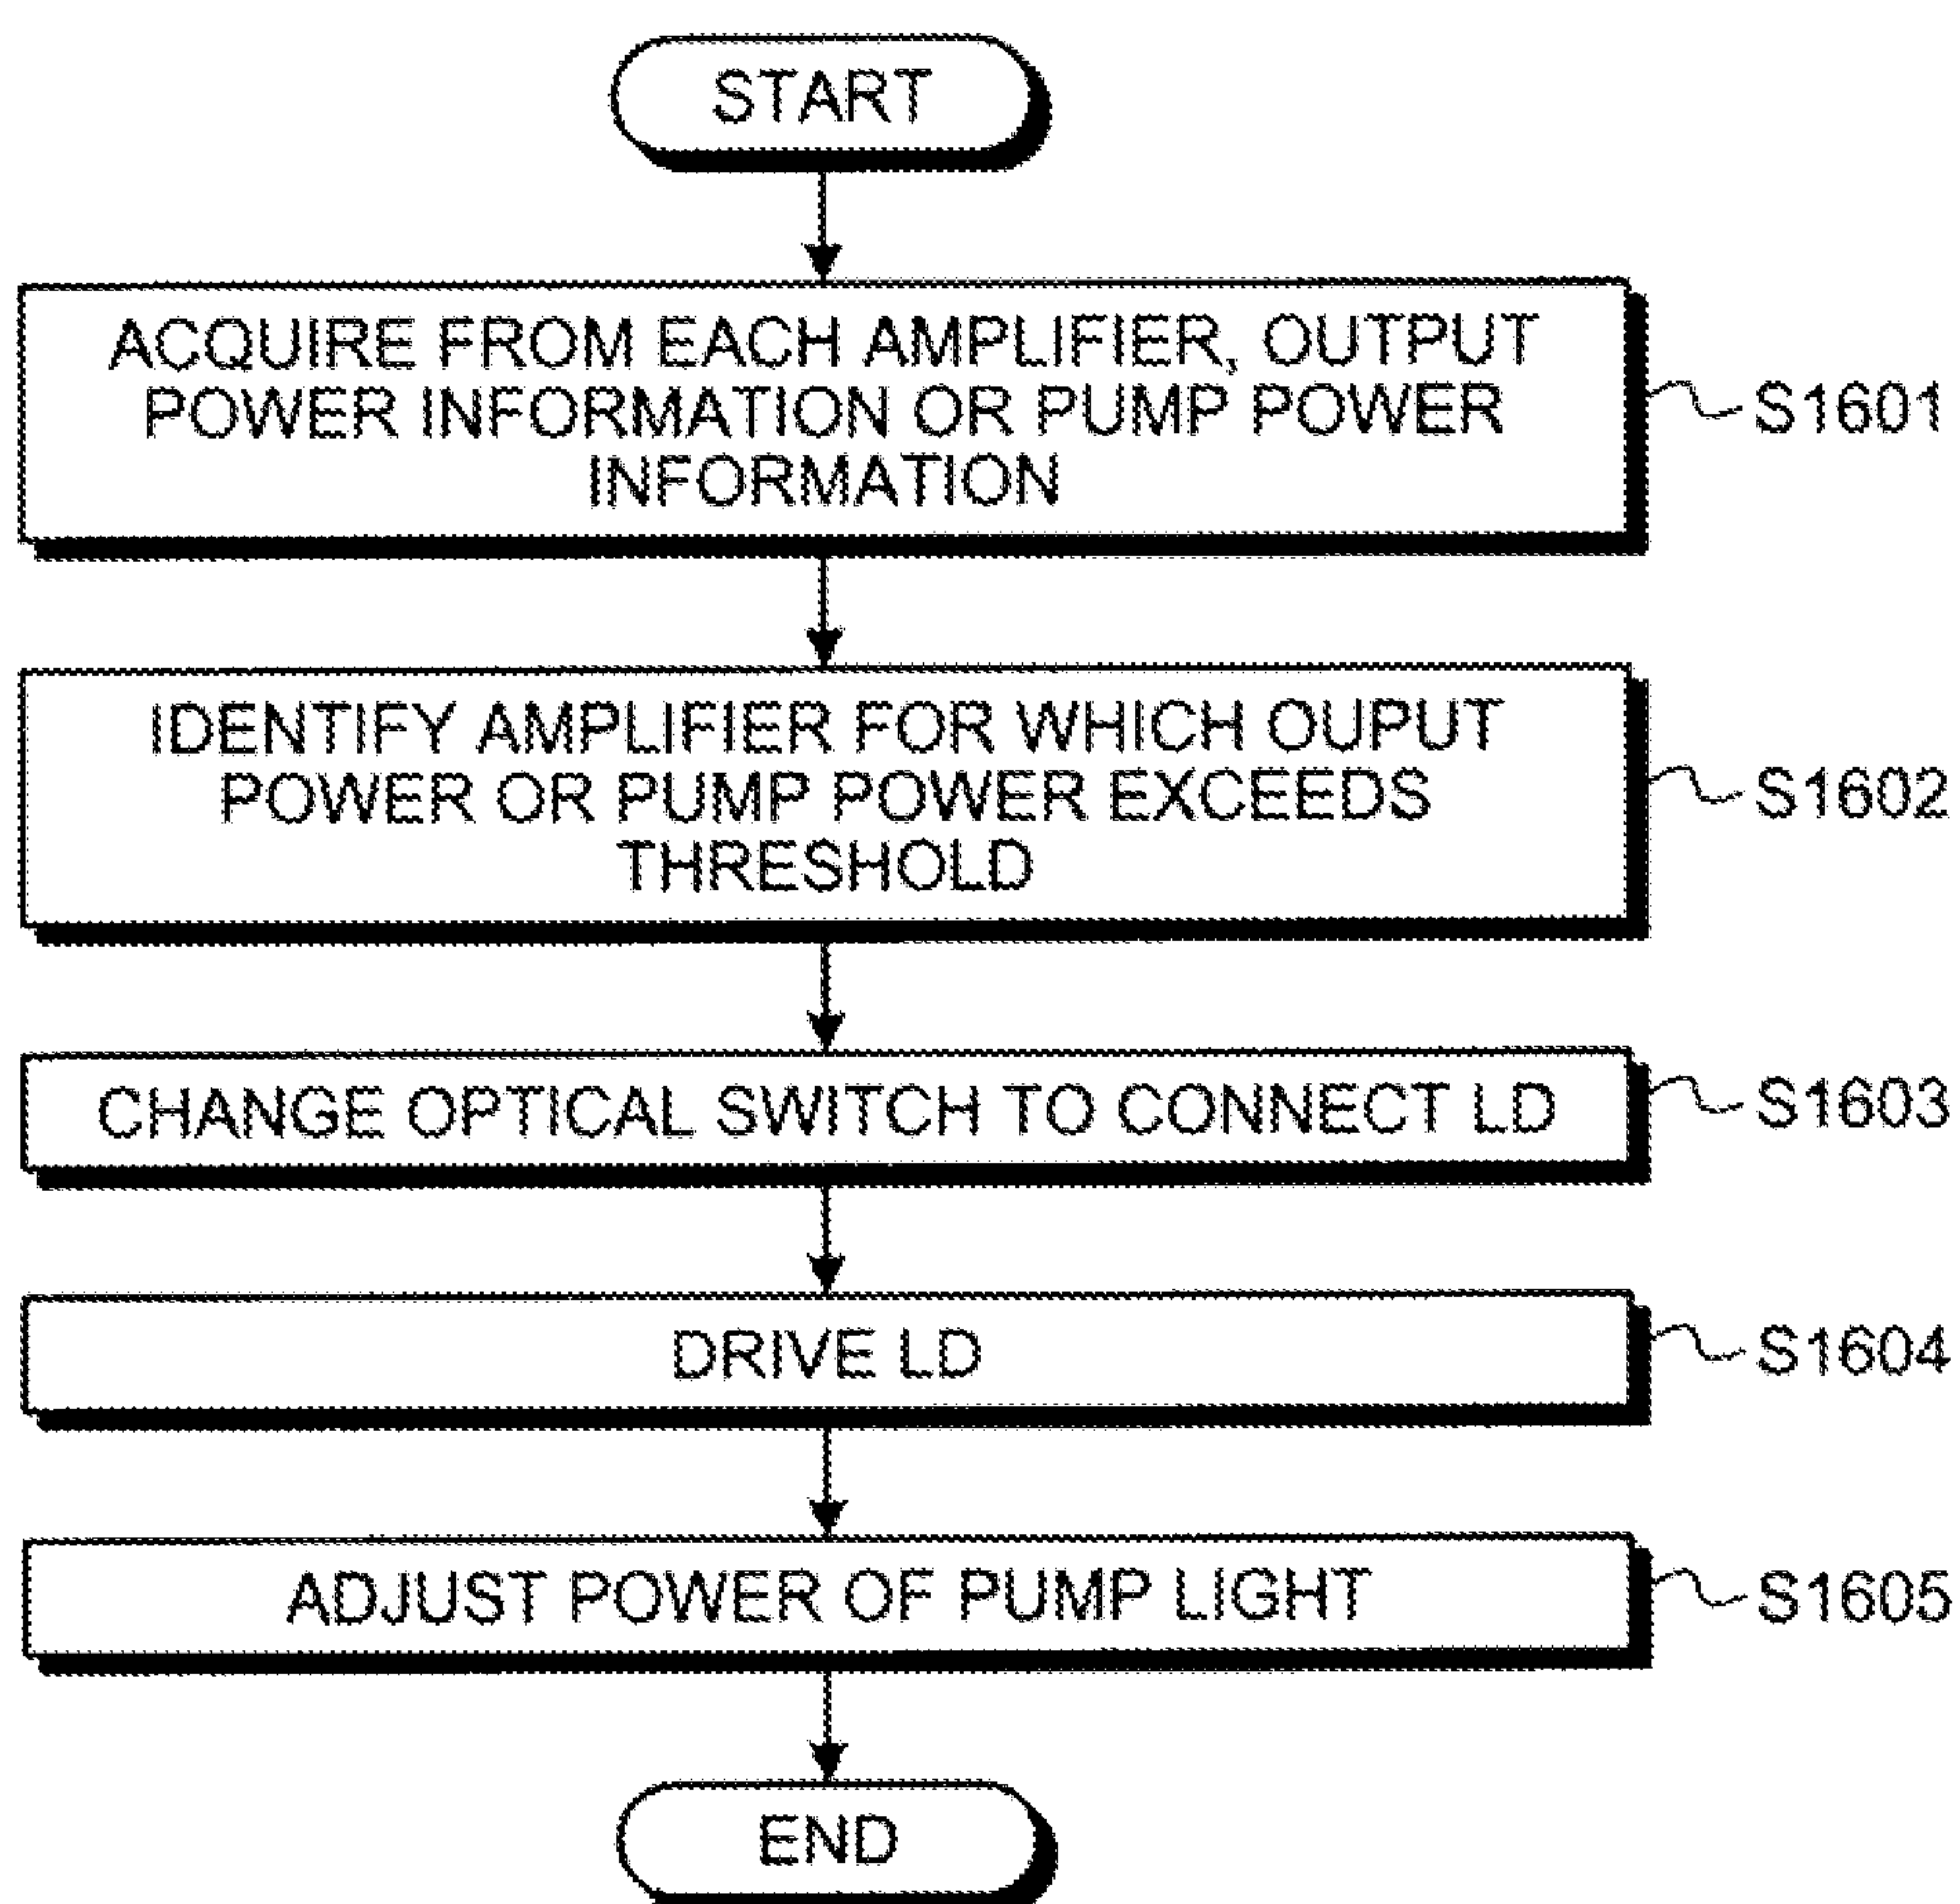 START
ACQUIRE FROM EACH AMPLIFIER, OUTPUT
POWER INFORMATION OR PUMP POWER
INFORMATION
S1601
IDENTIFY AMPLIFIER FOR WHICH OUPUT
POWER OR PUMP POWER EXCEEDS
THRESHOLD
S1602
CHANGE OPTICAL SWITCH TO CONNECT LD
S1603
DRIVE LD
S1604
ADJUST POWER OF PUMP LIGHT
S1605
END